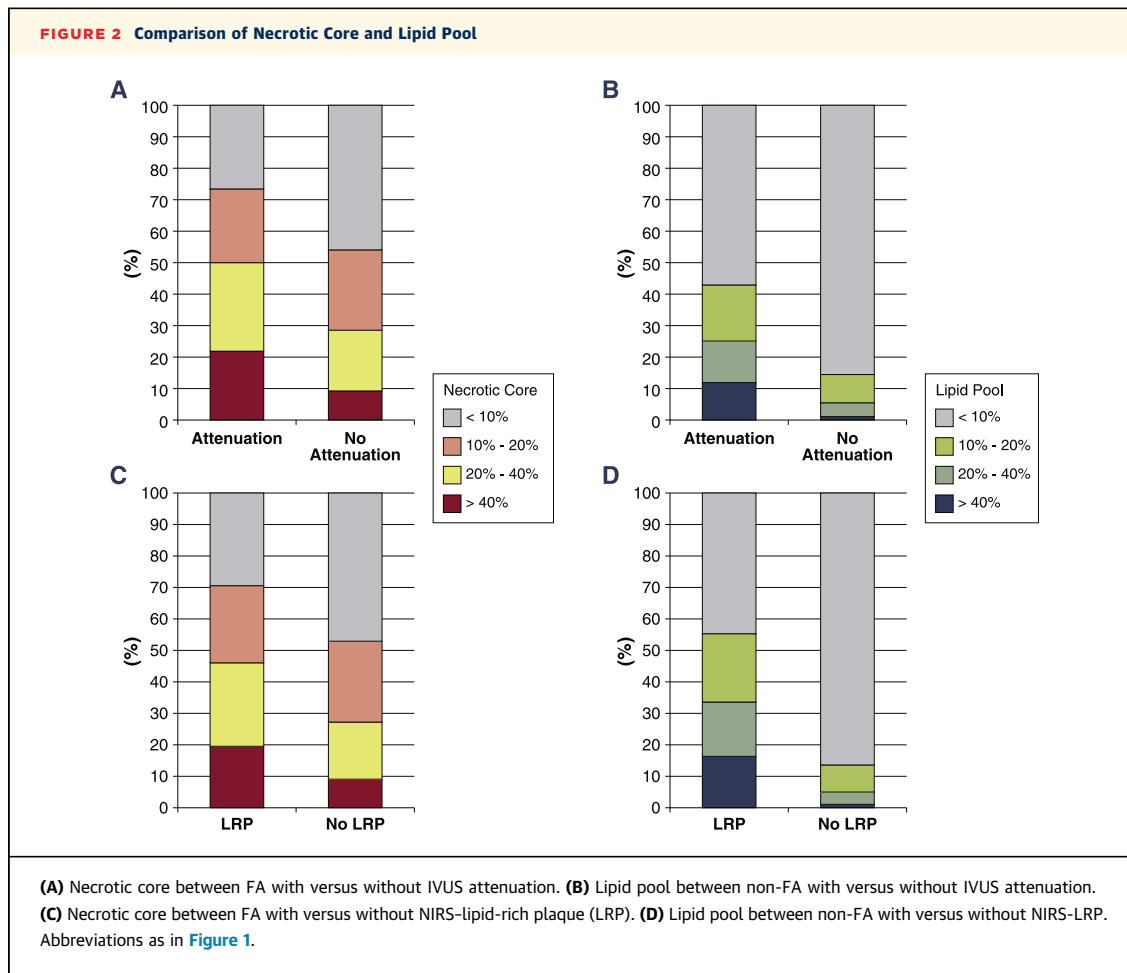 FIGURE 2 Comparison of Necrotic Core and Lipid Pool
A
100
90
80
70
60
50
40
30
20
10
0
(%)
Attenuation
No
Attenuation
Necrotic Core
< 10%
10% - 20%
20% - 40%
> 40%
B
100
90
80
70
60
50
40
30
20
10
0
(%)
Attenuation
No
Attenuation
Lipid Pool
< 10%
10% - 20%
20% - 40%
> 40%
C
100
90
80
70
60
50
40
30
20
10
0
(%)
LRP
No LRP
D
100
90
80
70
60
50
40
30
20
10
0
(%)
LRP
No LRP
(A) Necrotic core between FA with versus without IVUS attenuation. (B) Lipid pool between non-FA with versus without IVUS attenuation.
(C) Necrotic core between FA with versus without NIRS–lipid-rich plaque (LRP). (D) Lipid pool between non-FA with versus without NIRS-LRP.
Abbreviations as in Figure 1.